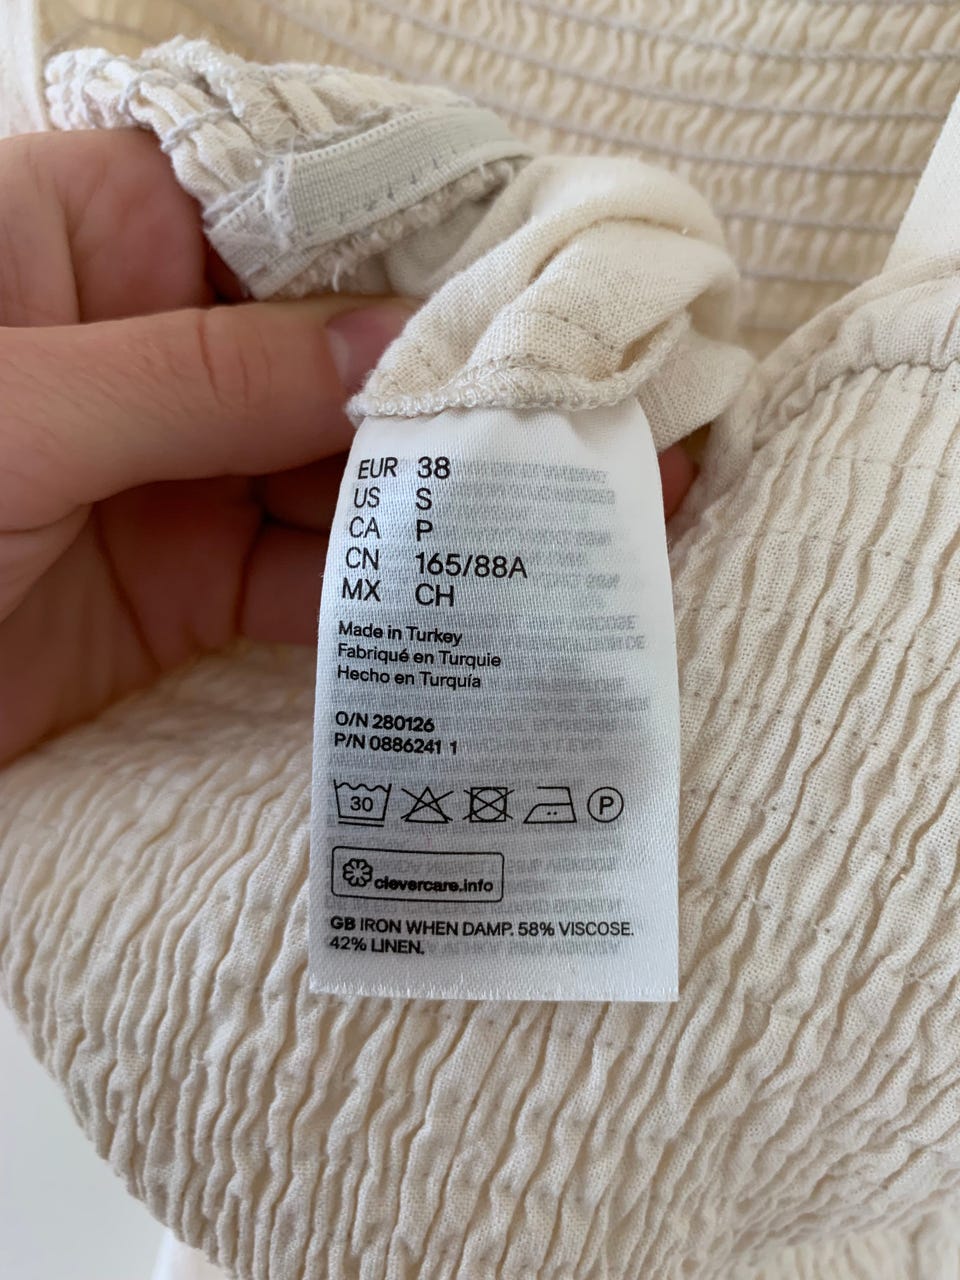 EUR 38
US S
CA P
CN 165/88A
MX CH
Made in Turkey
Fabriqué en Turquie
Hecho en Turquía
O/N 280126
P/N 0886241 1
30 P
clevercare.info
GB IRON WHEN DAMP. 58% VISCOSE.
42% LINEN.